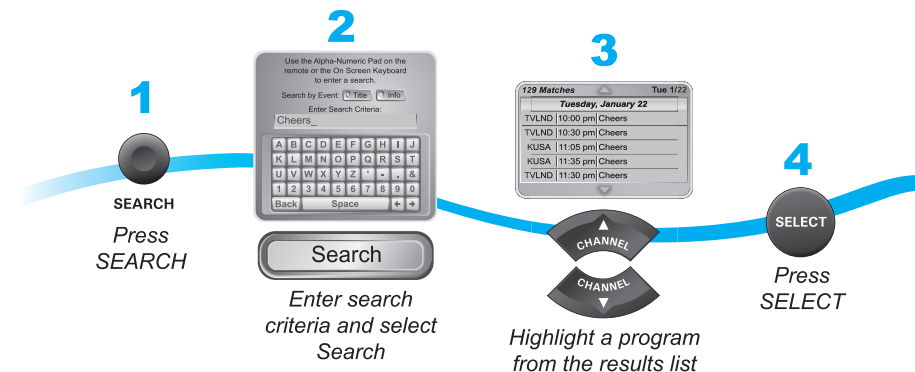 1
SEARCH
Press
SEARCH
2
Use the Alpha-Numeric Pad on the
remote or the On Screen Keyboard
to enter a search.
Search by Event: Title Info
Enter Search Criteria:
Cheers_
A B C D E F G H I J
K L M N O P Q R S T
U V W X Y Z ' - . &
1 2 3 4 5 6 7 8 9 0
Back Space ← →
Search
Enter search
criteria and select
Search
3
129 Matches Tue 1/22
Tuesday, January 22
TVLND 10:00 pm Cheers
TVLND 10:30 pm Cheers
KUSA 11:05 pm Cheers
KUSA 11:35 pm Cheers
TVLND 11:30 pm Cheers
CHANNEL
CHANNEL
Highlight a program
from the results list
4
SELECT
Press
SELECT